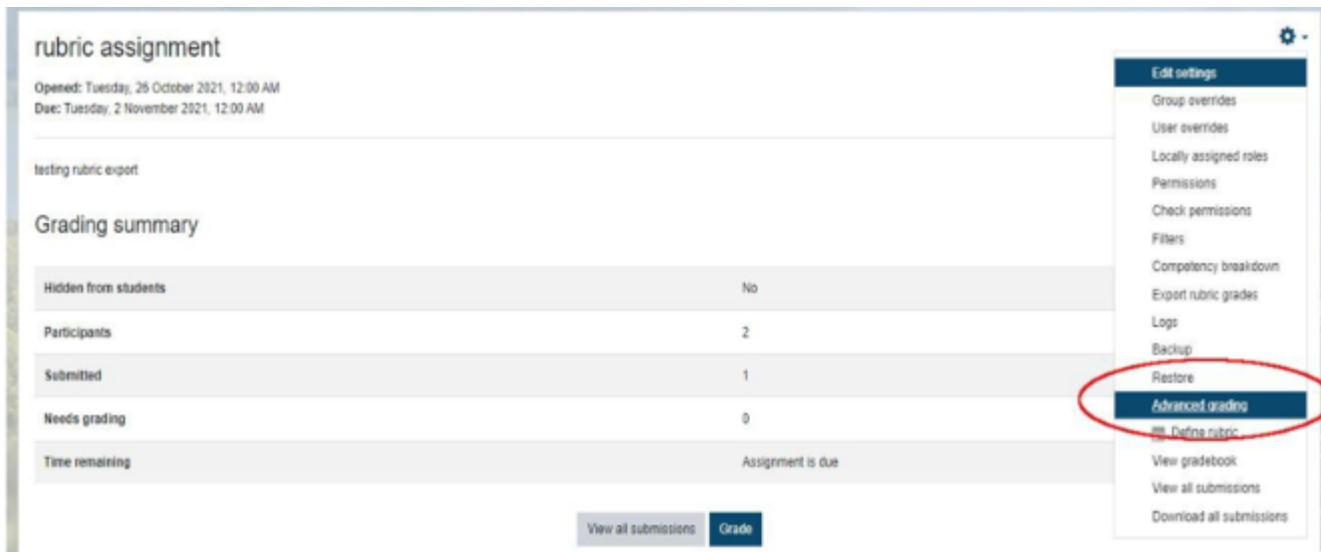 rubric assignment
Opened: Tuesday, 26 October 2021, 12:00 AM
Due: Tuesday, 2 November 2021, 12:00 AM
testing rubric export
Grading summary
Hidden from students No
Participants 2
Submitted 1
Needs grading 0
Time remaining Assignment is due
View all submissions Grade
Edit settings
Group overrides
User overrides
Locally assigned roles
Permissions
Check permissions
Filters
Competency breakdown
Export rubric grades
Logs
Backup
Restore
Advanced grading
Define rubric
View gradebook
View all submissions
Download all submissions